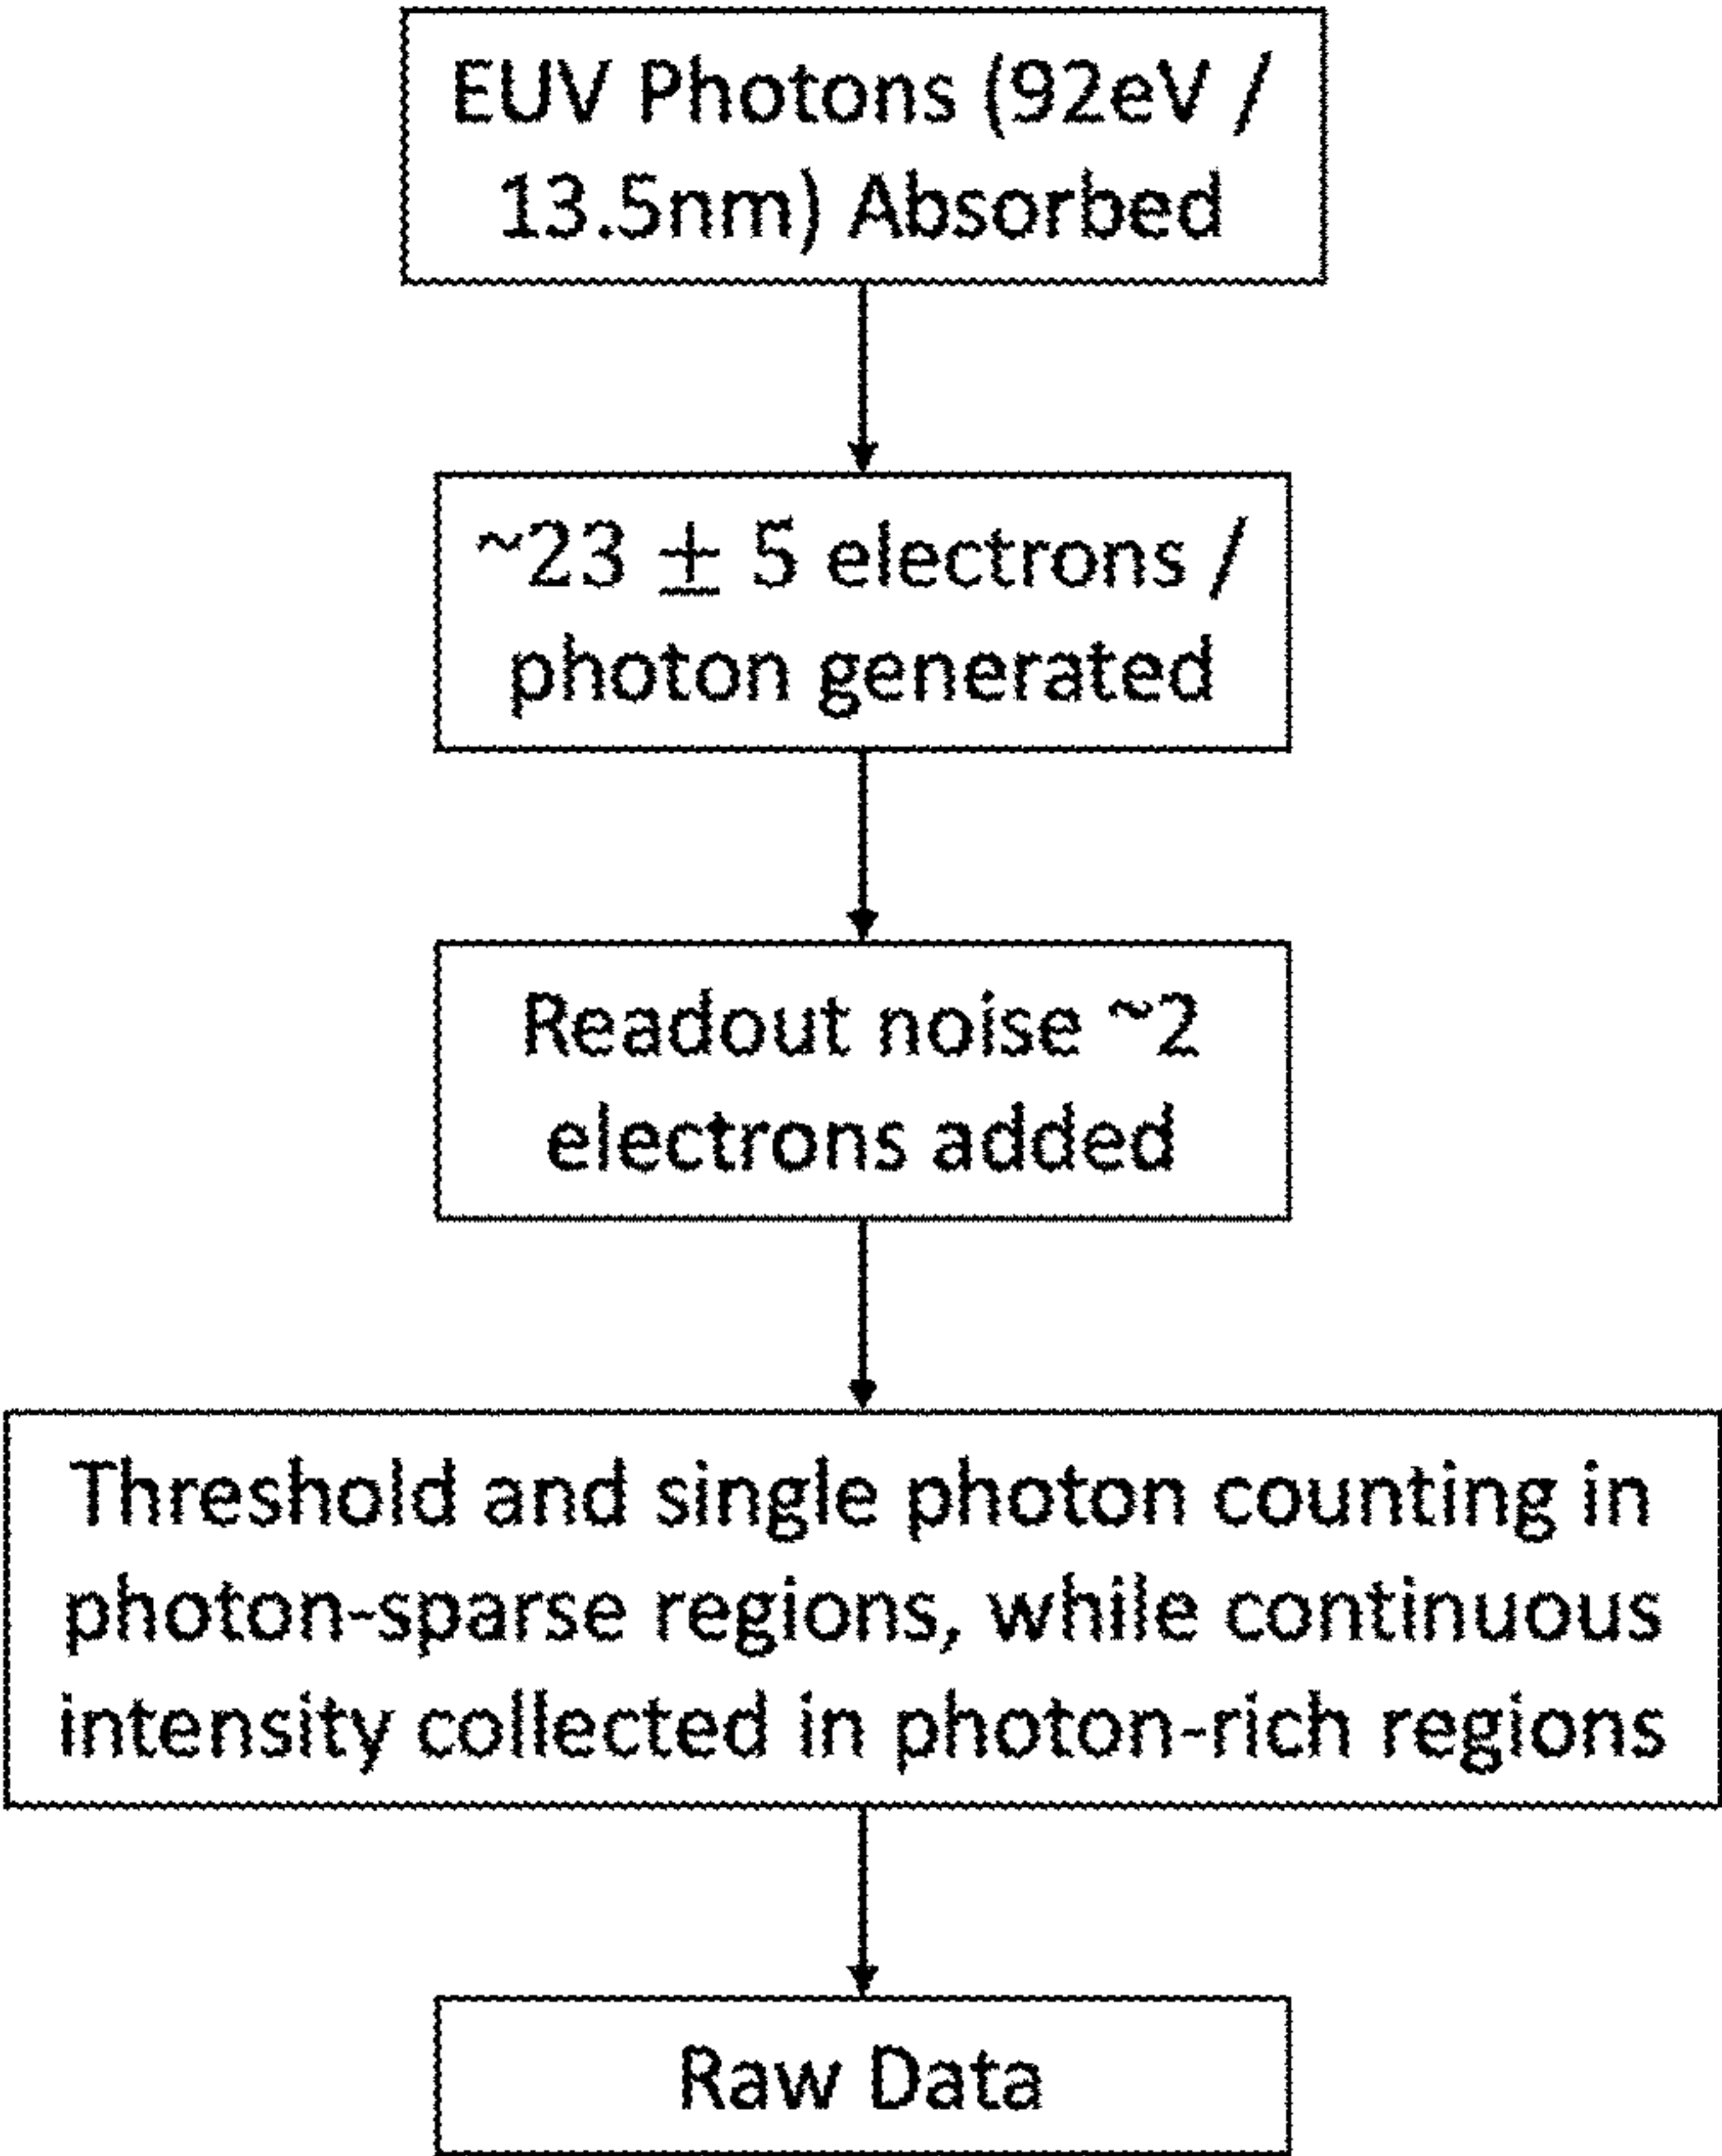 EUV Photons (92eV /
13.5nm) Absorbed
~23 ± 5 electrons /
photon generated
Readout noise ~2
electrons added
Threshold and single photon counting in
photon-sparse regions, while continuous
intensity collected in photon-rich regions
Raw Data